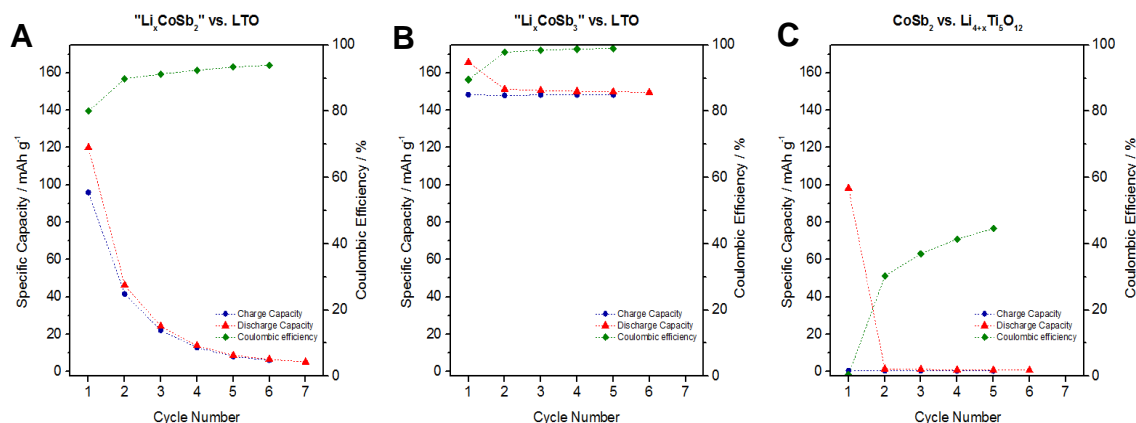 A
"LiₓCoSb₂" vs. LTO
Specific Capacity / mAh g⁻¹
160
140
120
100
80
60
40
20
0
1 2 3 4 5 6 7
Cycle Number
100
80
60
40
20
0
Coulombic Efficiency / %
Charge Capacity
Discharge Capacity
Coulombic efficiency
B
"LiₓCoSb₃" vs. LTO
Specific Capacity / mAh g⁻¹
160
140
120
100
80
60
40
20
0
1 2 3 4 5 6 7
Cycle Number
100
80
60
40
20
0
Coulombic Efficiency / %
Charge Capacity
Discharge Capacity
Coulombic efficiency
C
CoSb₂ vs. Li₄₊ₓTi₅O₁₂
Specific Capacity / mAh g⁻¹
160
140
120
100
80
60
40
20
0
1 2 3 4 5 6 7
Cycle Number
100
80
60
40
20
0
Coulombic Efficiency / %
Charge Capacity
Discharge Capacity
Coulombic efficiency